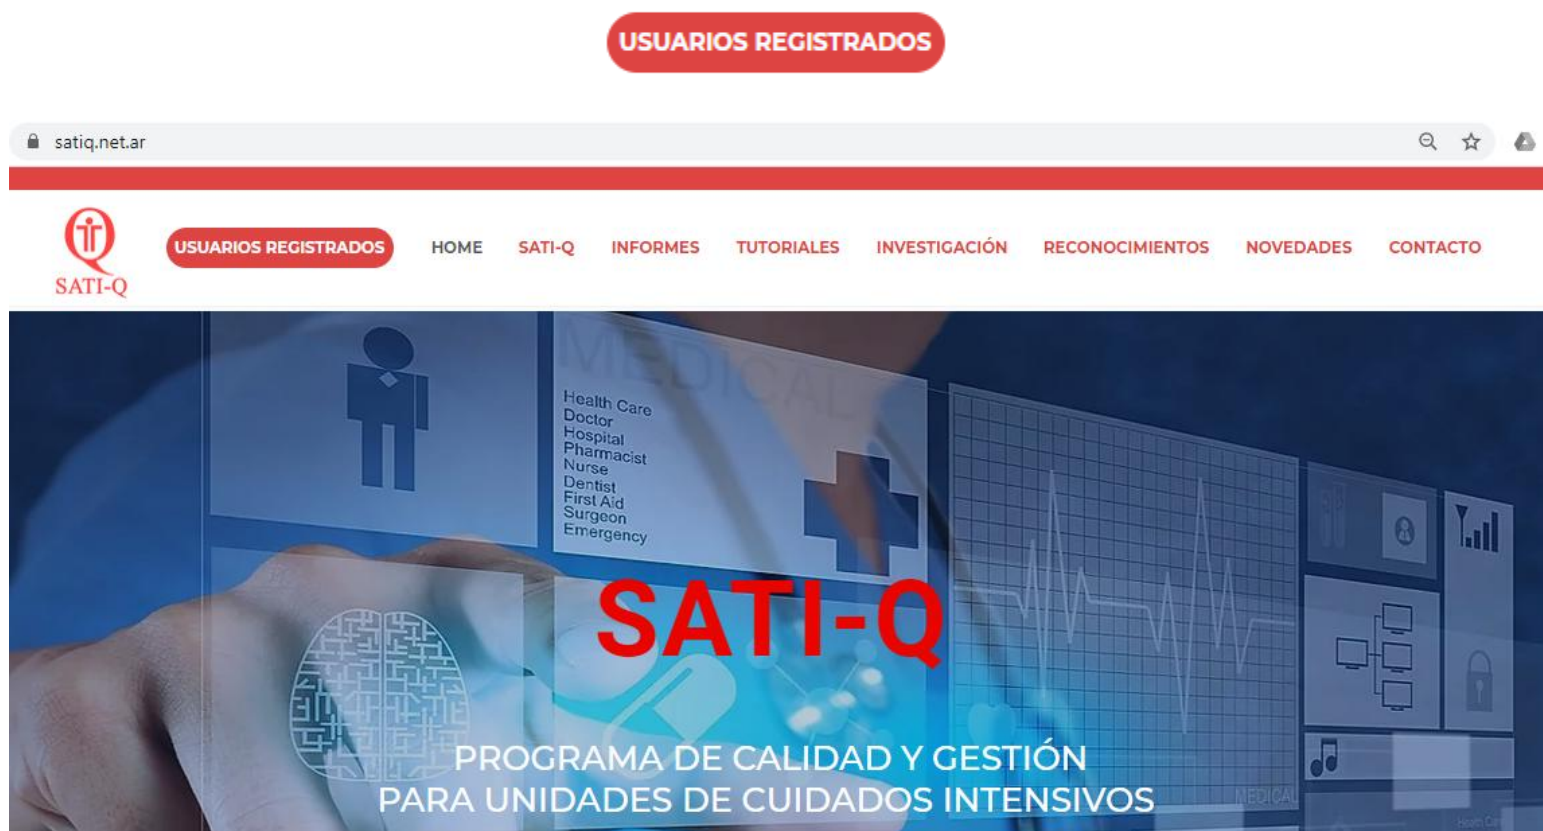 USUARIOS REGISTRADOS
satiq.net.ar
SATI-Q
USUARIOS REGISTRADOS HOME SATI-Q INFORMES TUTORIALES INVESTIGACIÓN RECONOCIMIENTOS NOVEDADES CONTACTO
MEDICAL
Health Care
Doctor
Hospital
Pharmacist
Nurse
Dentist
First Aid
Surgeon
Emergency
SATI-Q
PROGRAMA DE CALIDAD Y GESTIÓN
PARA UNIDADES DE CUIDADOS INTENSIVOS
MEDICAL